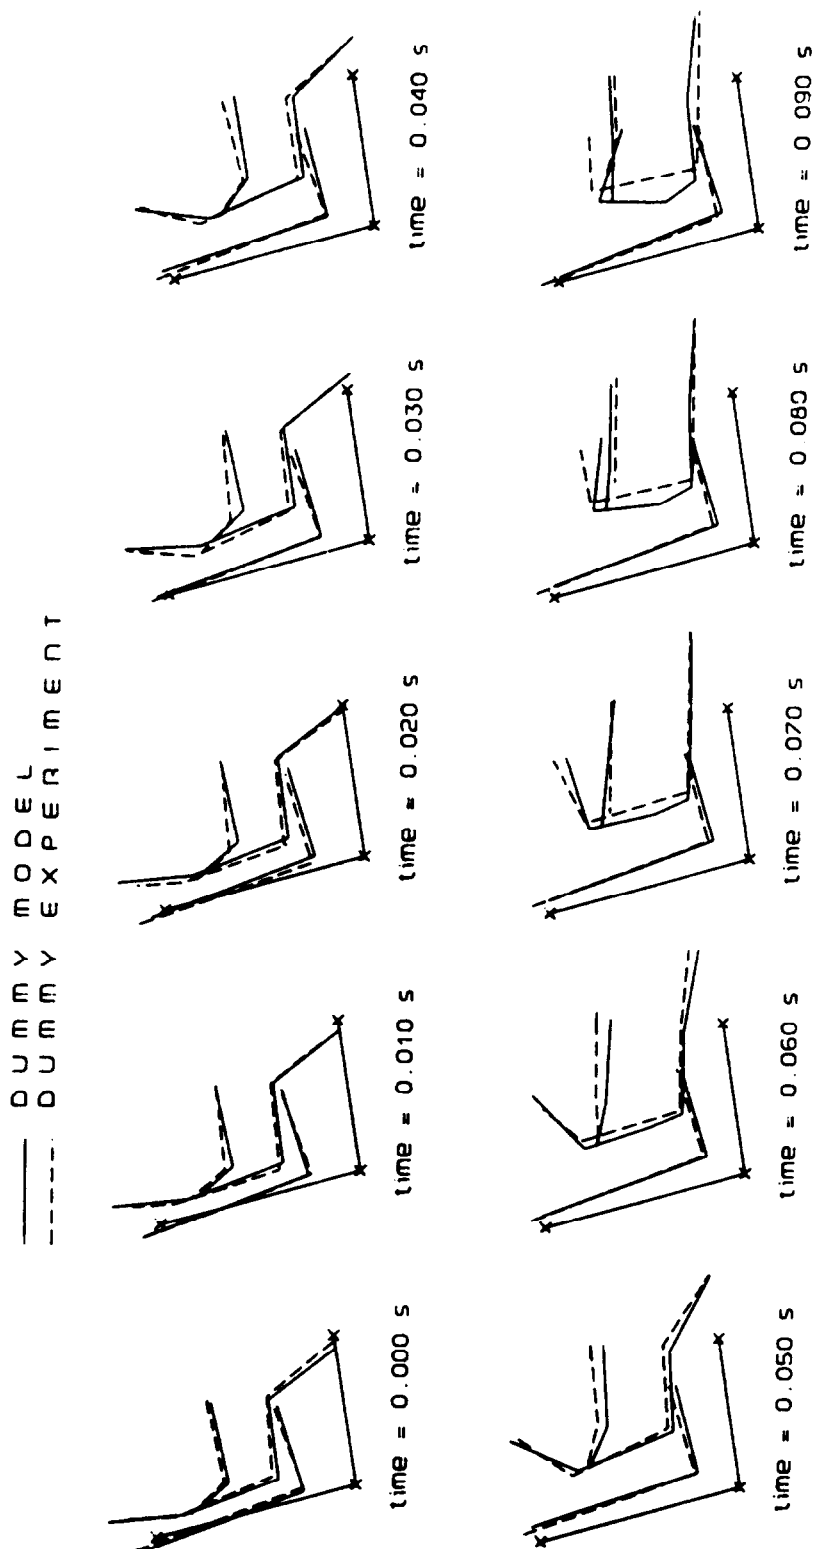 DUMMY MODEL
DUMMY EXPERIMENT
time = 0.000 s
time = 0.010 s
time = 0.020 s
time = 0.030 s
time = 0.040 s
time = 0.050 s
time = 0.060 s
time = 0.070 s
time = 0.080 s
time = 0 090 s